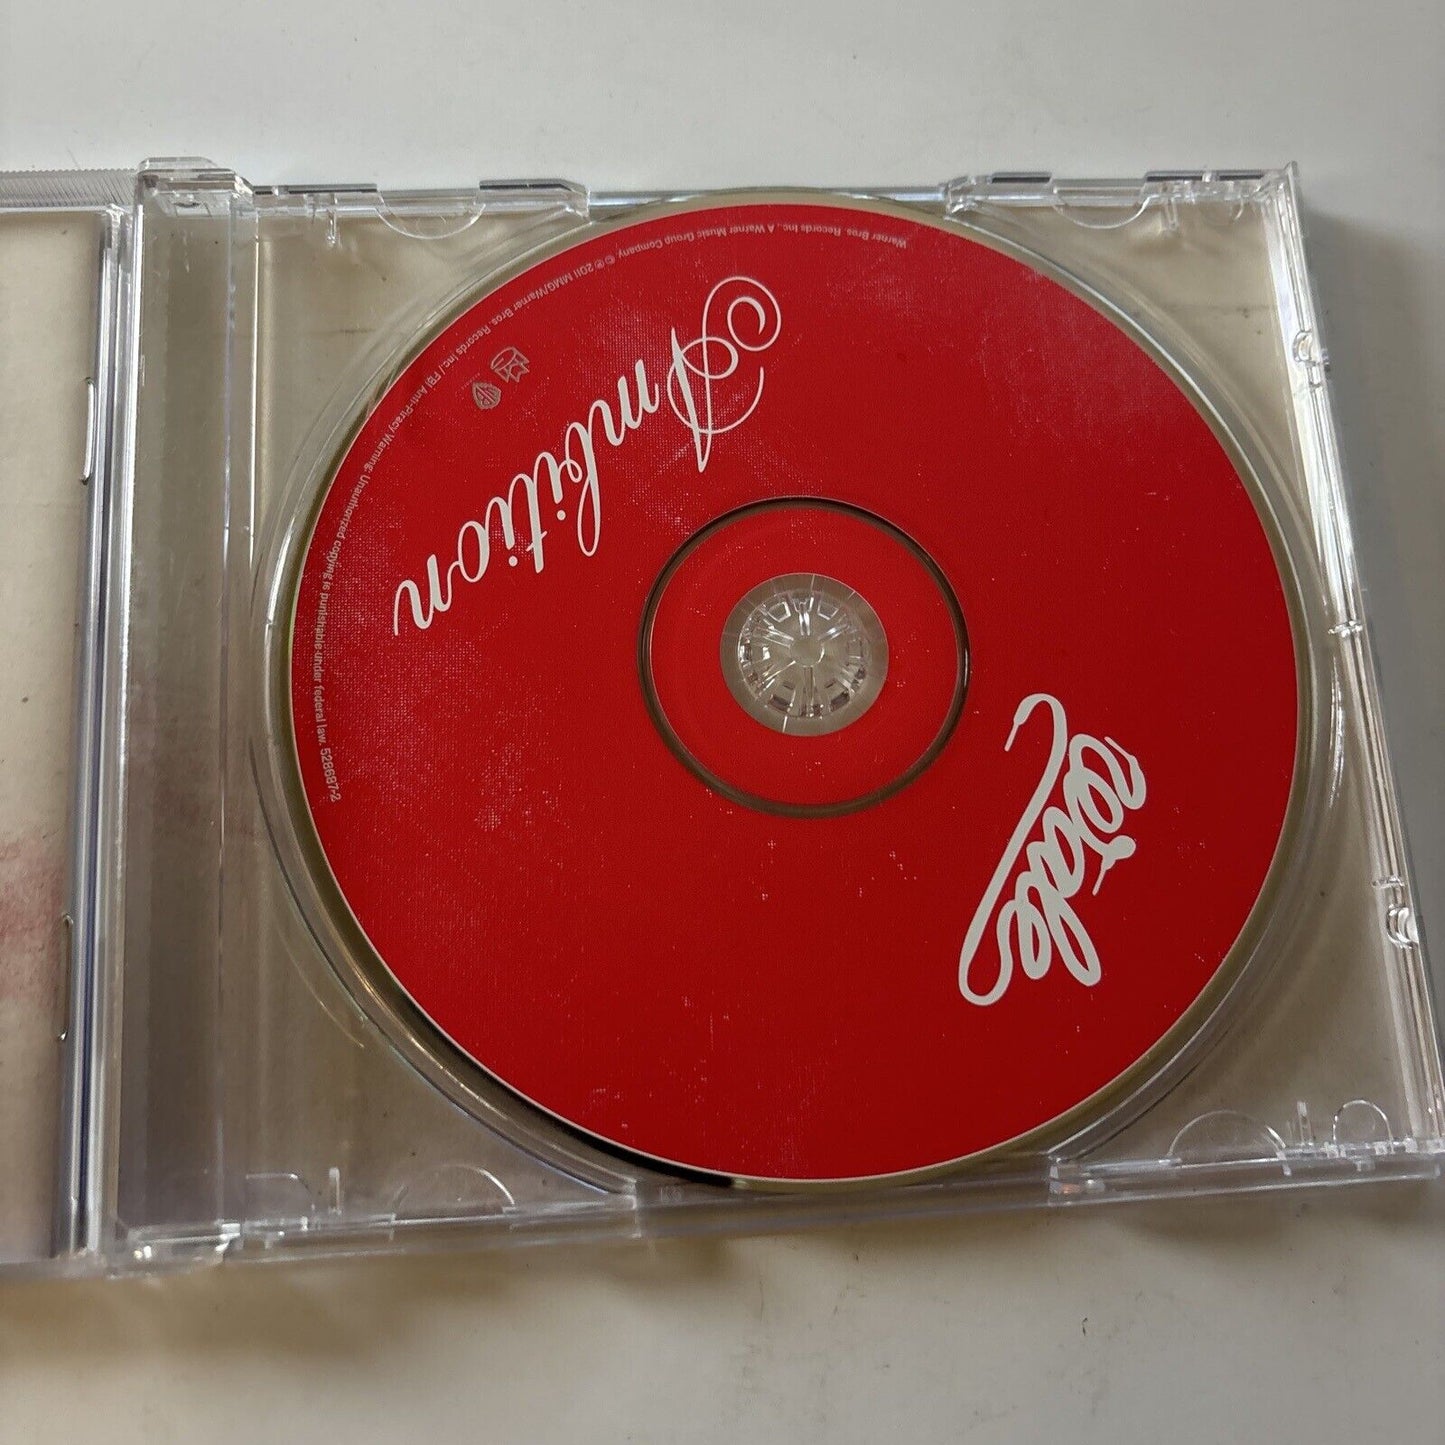 wale
Ambition
Warner Bros Records Inc., A Warner Music Group Company. © ℗ 2011 MMG/Warner Bros. Records Inc./ FBI Anti-Piracy Warning: Unauthorized copying is punishable under federal law. 528687-2